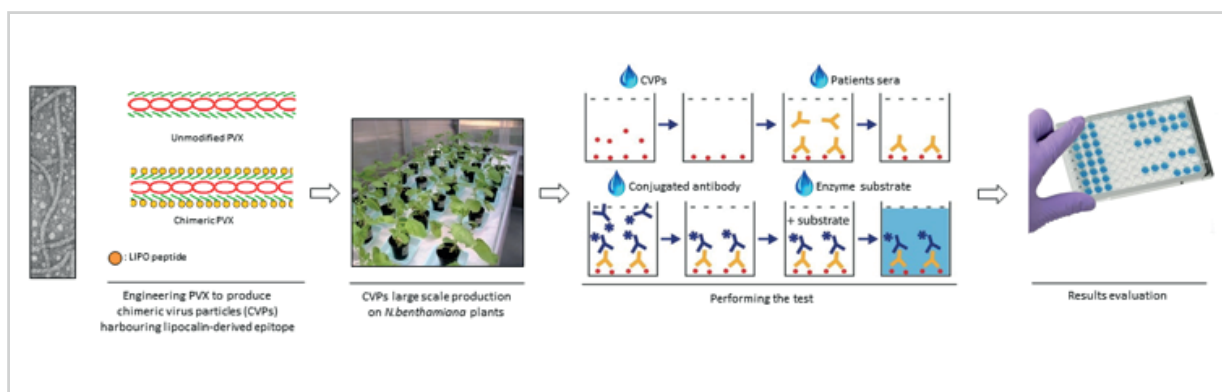 Unmodified PVX
Chimeric PVX
: LIPO peptide
Engineering PVX to produce
chimeric virus particles (CVPs)
harbouring lipocalin-derived epitope
CVPs large scale production
on N.benthamiana plants
CVPs
Patients sera
Conjugated antibody
Enzyme substrate
+ substrate
Performing the test
Results evaluation